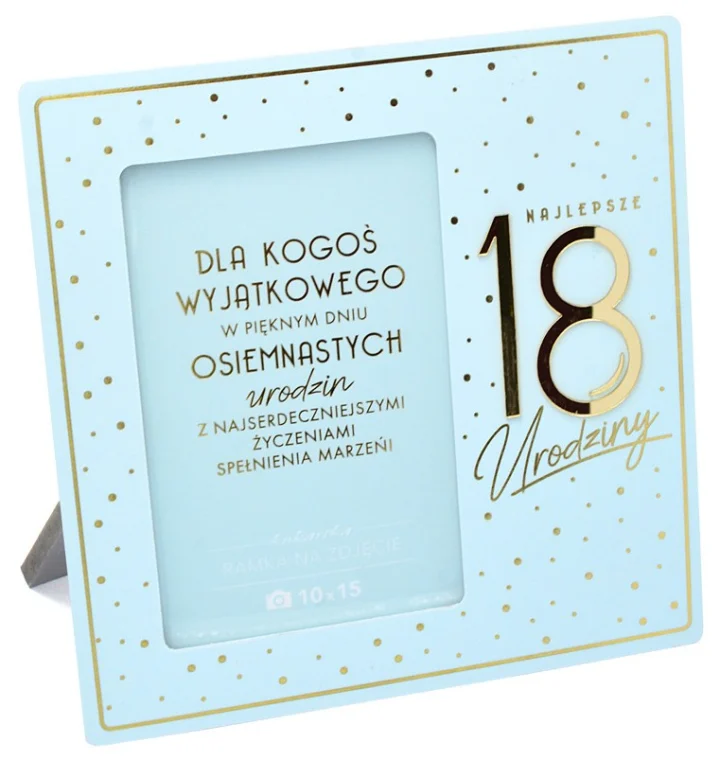 DLA KOGOŚ
WYJĄTKOWEGO
W PIĘKNYM DNIU
OSIEMNASTYCH
urodzin
Z NAJSERDECZNIEJSZYMI
ŻYCZENIAMI
SPEŁNIENIA MARZEŃ!
RAMKA NA ZDJĘCIE
10x15
NAJLEPSZE
18
Urodziny